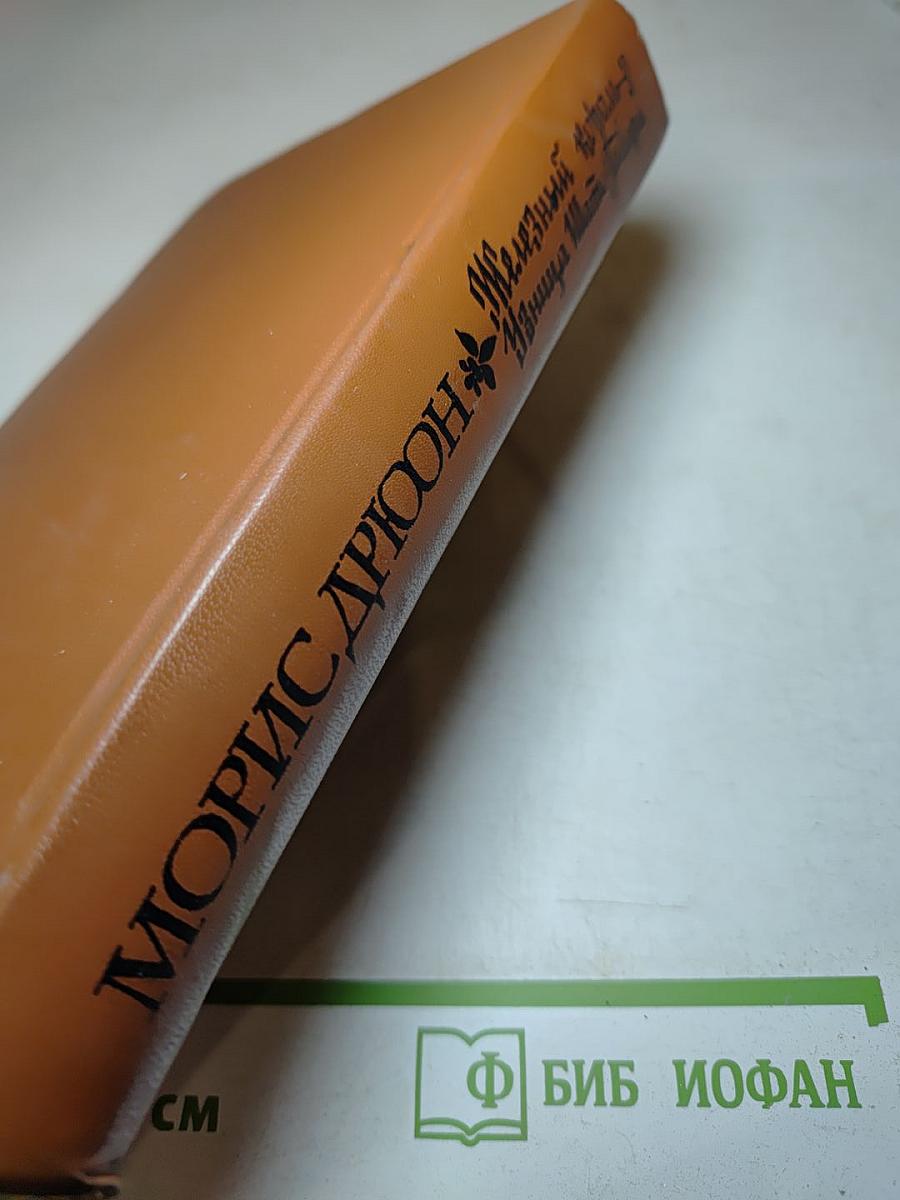 МОРИС ДРЮОН
Железный король
Узница Шато-Гайара
см
Ф БИБ ИОФАН